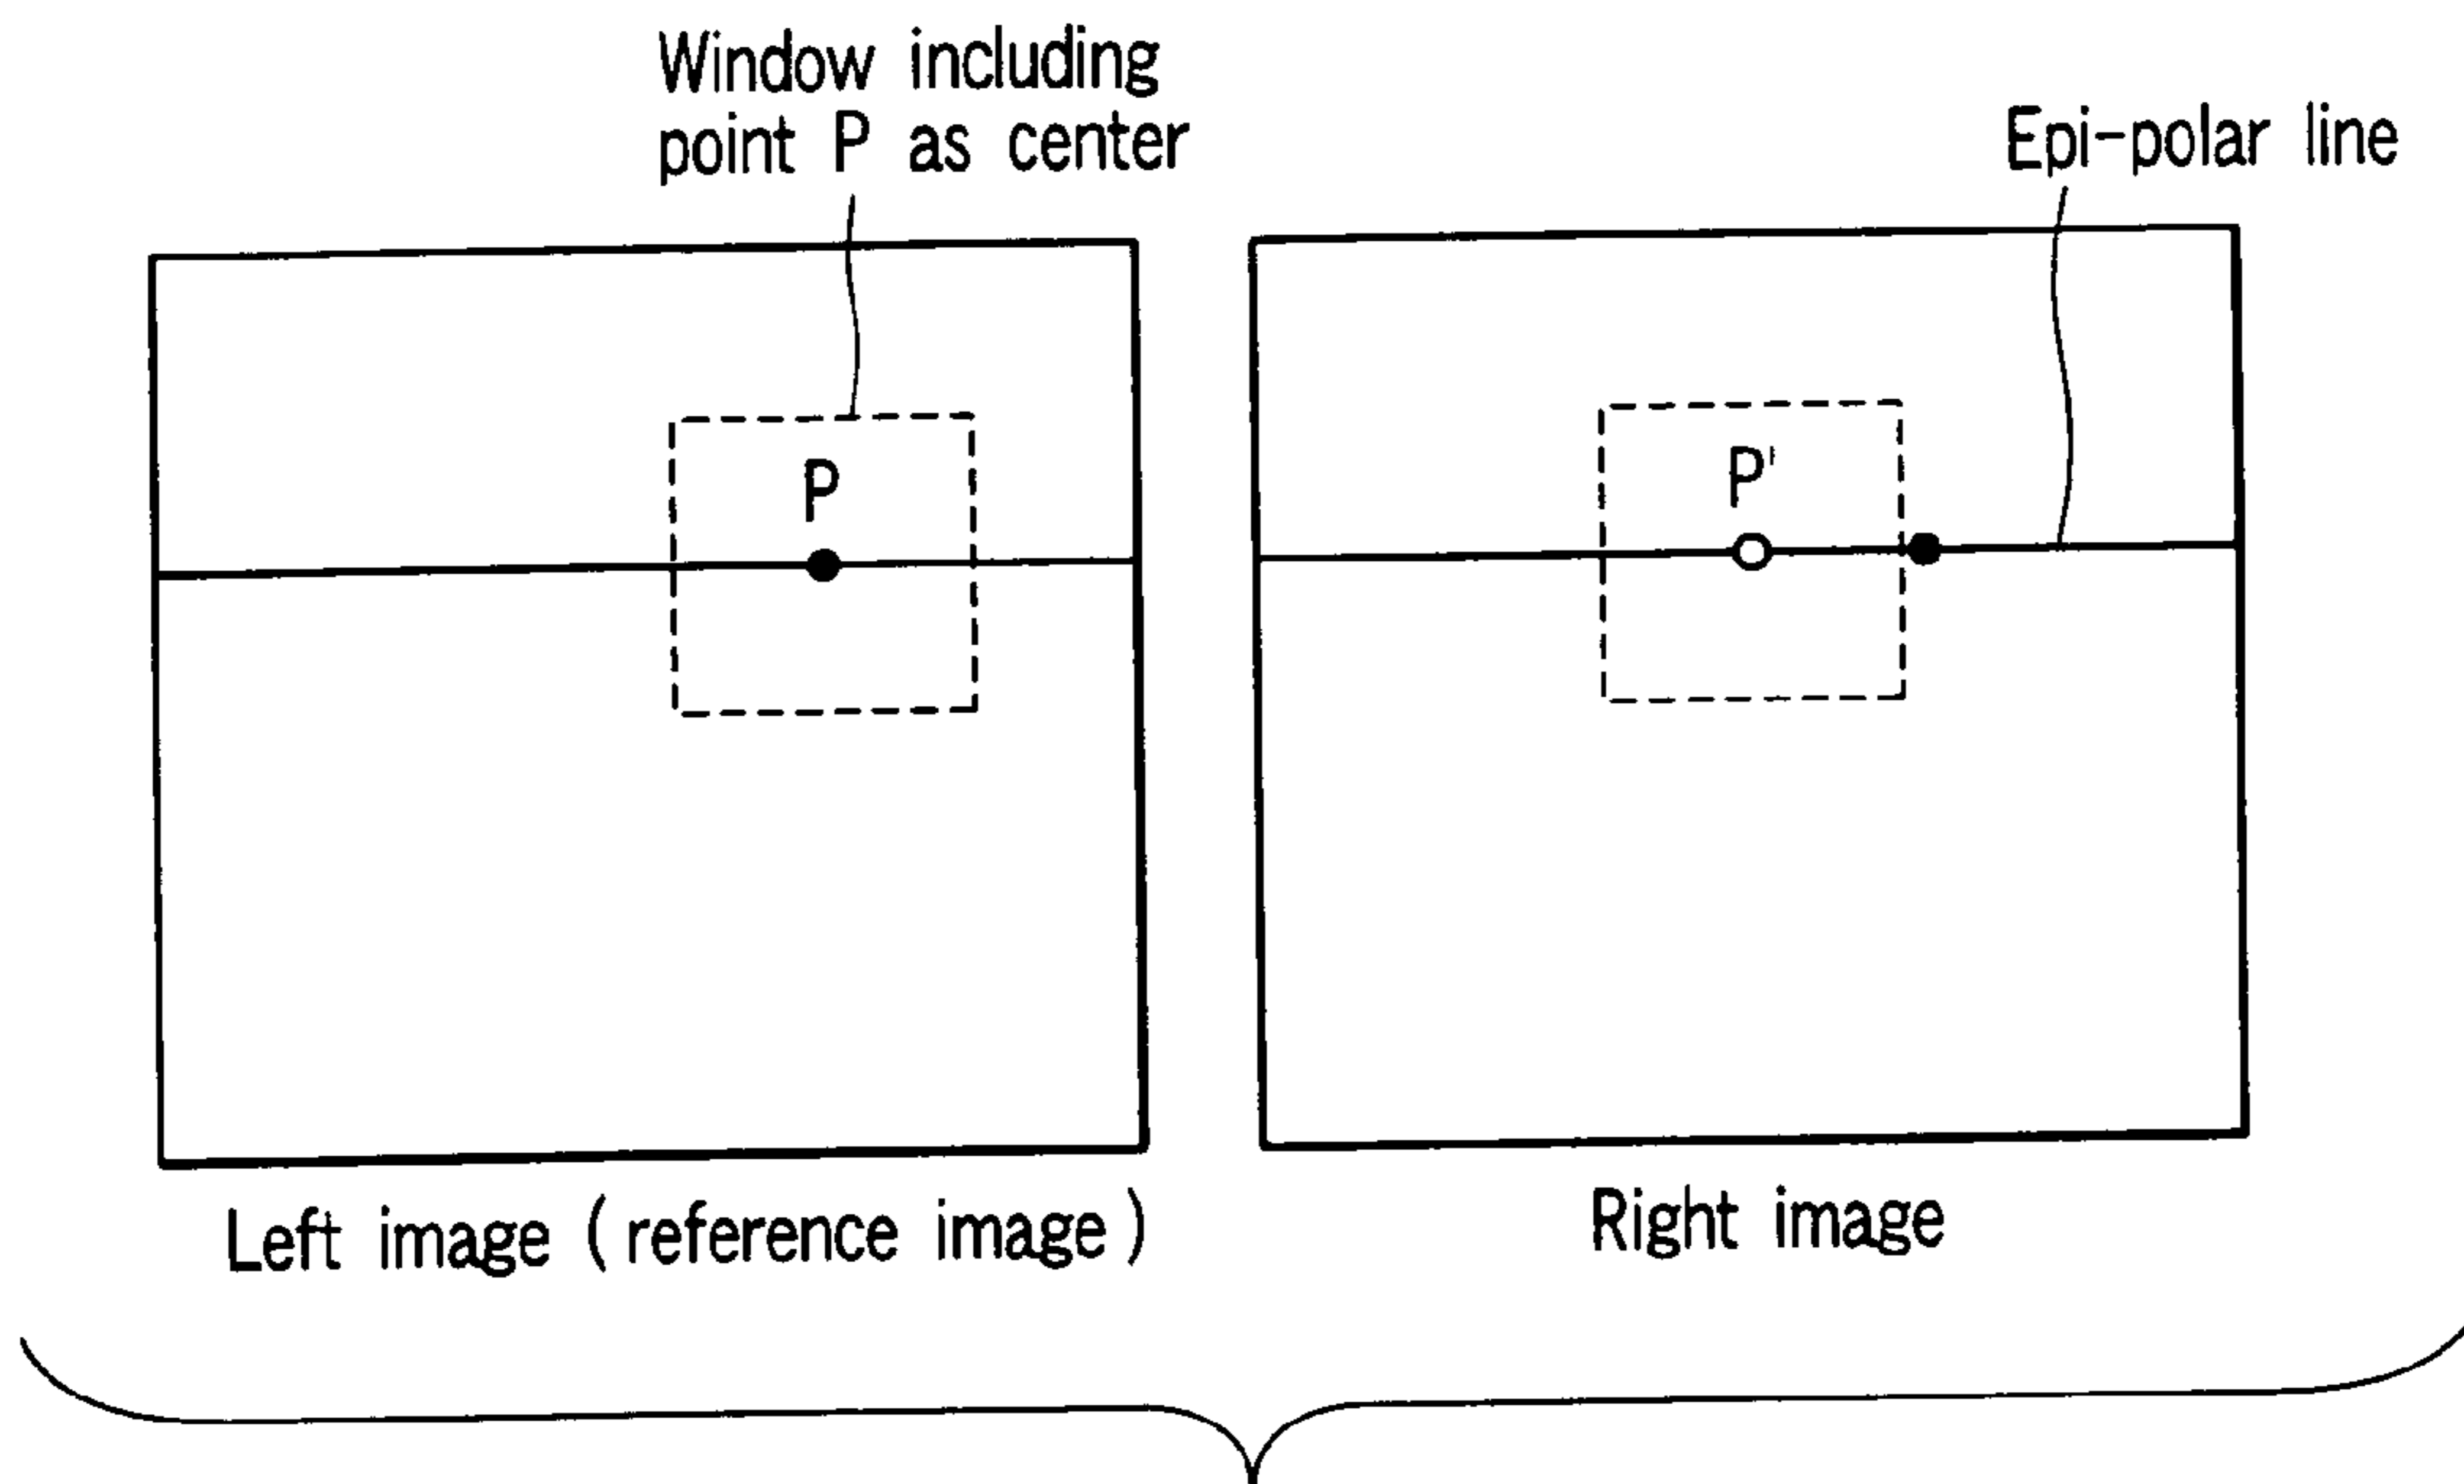 Window including
point P as center
Epi-polar line
P
P'
Left image (reference image)
Right image